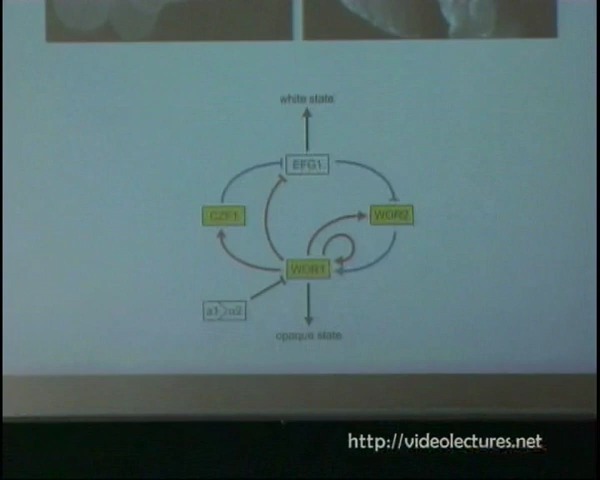 white state
EFG1
CZF1
WOR2
WOR1
a1 α2
opaque state
http://videolectures.net